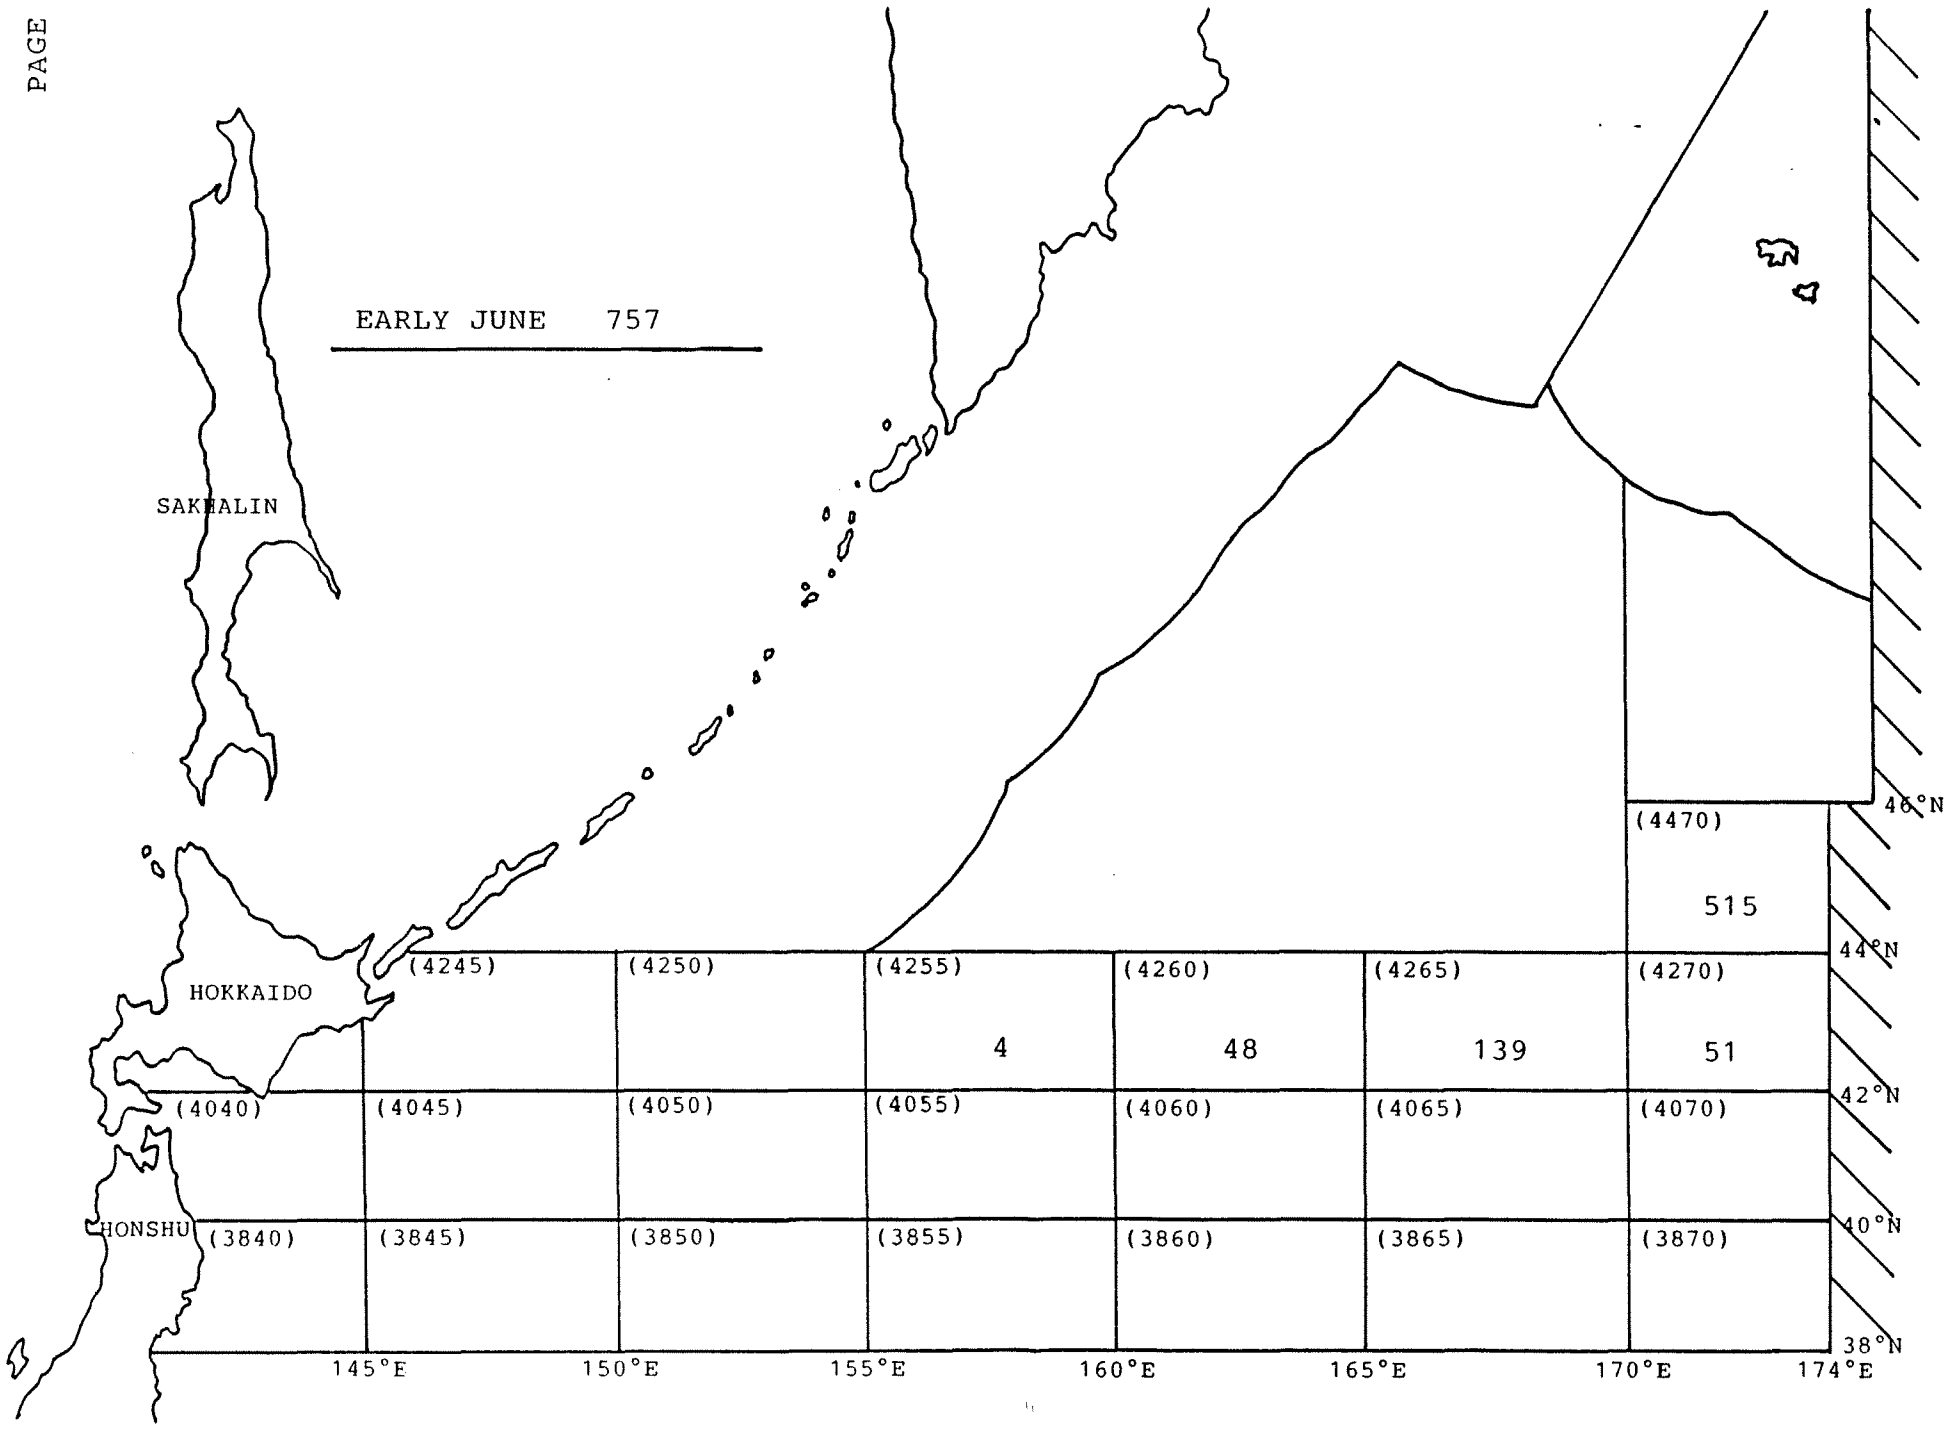 PAGE
EARLY JUNE 757
SAKHALIN
46°N
(4470)
515
44°N
(4245) (4250) (4255) (4260) (4265) (4270)
HOKKAIDO
4 48 139 51
42°N
(4040) (4045) (4050) (4055) (4060) (4065) (4070)
40°N
HONSHU (3840) (3845) (3850) (3855) (3860) (3865) (3870)
38°N
145°E 150°E 155°E 160°E 165°E 170°E 174°E